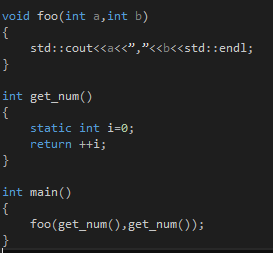 void foo(int a,int b)
{
    std::cout<<a<<”,”<<b<<std::endl;
}

int get_num()
{
    static int i=0;
    return ++i;
}

int main()
{
    foo(get_num(),get_num());
}